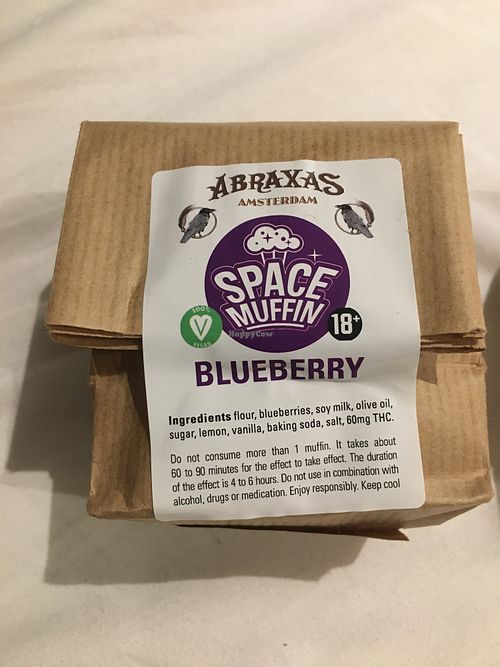 ABRAXAS
AMSTERDAM
SPACE
MUFFIN
100%
VEGAN
HappyCow
18+
BLUEBERRY
Ingredients flour, blueberries, soy milk, olive oil,
sugar, lemon, vanilla, baking soda, salt, 60mg THC.
Do not consume more than 1 muffin. It takes about
60 to 90 minutes for the effect to take effect. The duration
of the effect is 4 to 6 hours. Do not use in combination with
alcohol, drugs or medication. Enjoy responsibly. Keep cool